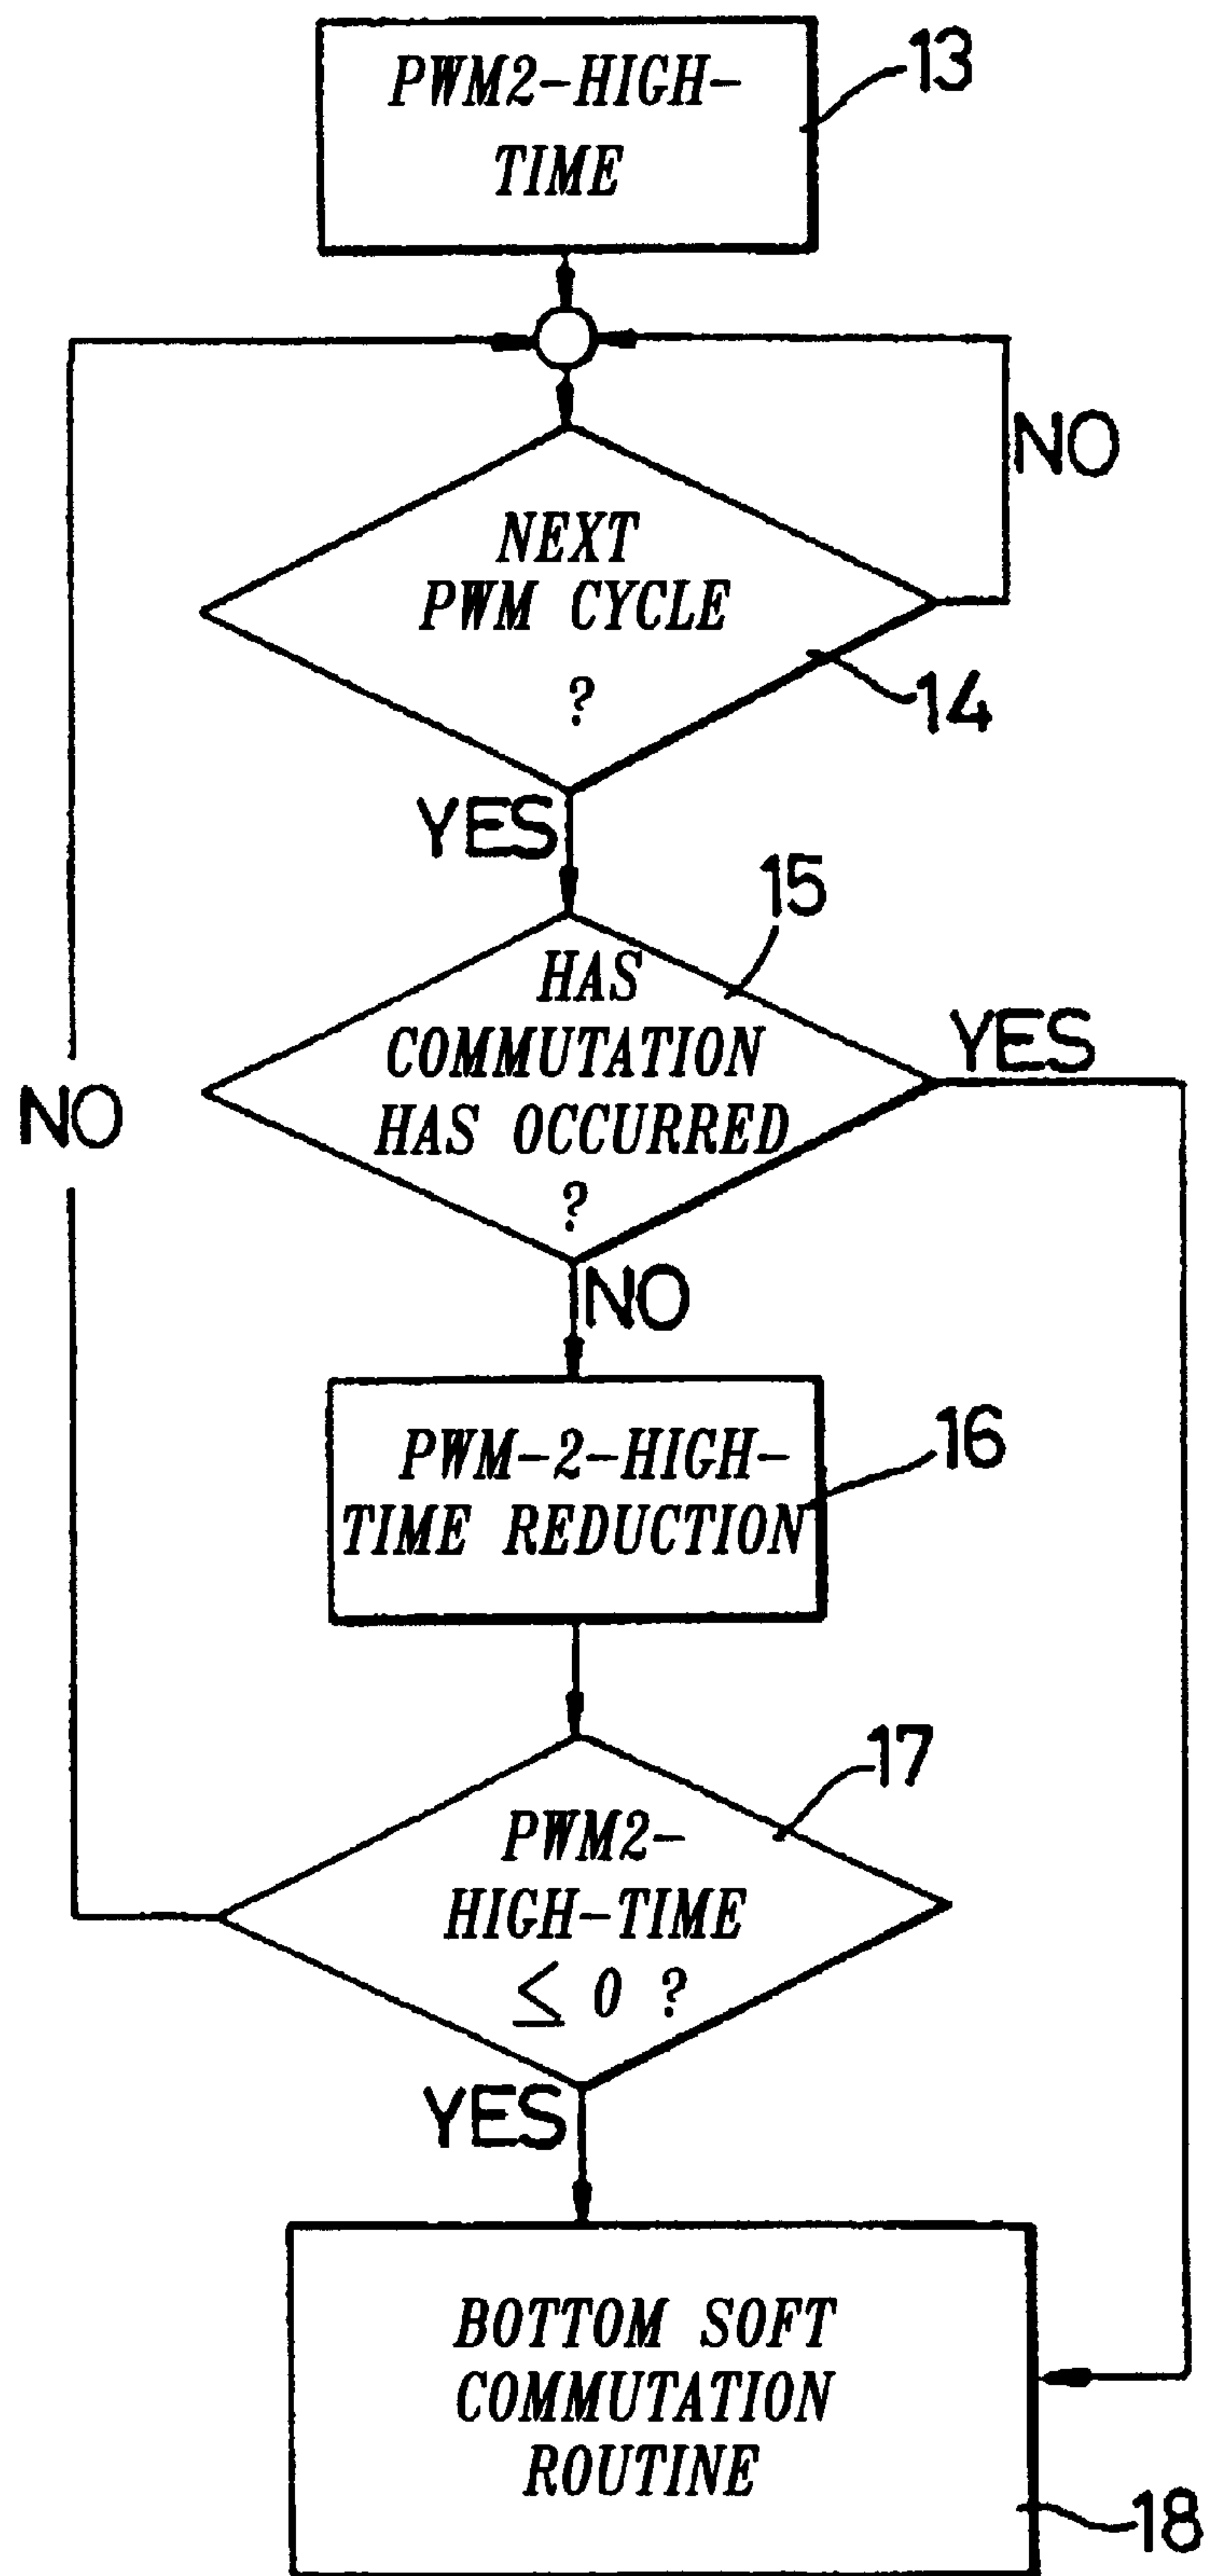 PWM2-HIGH-
TIME
13
NO
NEXT
PWM CYCLE
?
14
YES
15
HAS
COMMUTATION
HAS OCCURRED
?
YES
NO
NO
PWM-2-HIGH-
TIME REDUCTION
16
17
PWM2-
HIGH-TIME
≤ 0 ?
YES
BOTTOM SOFT
COMMUTATION
ROUTINE
18